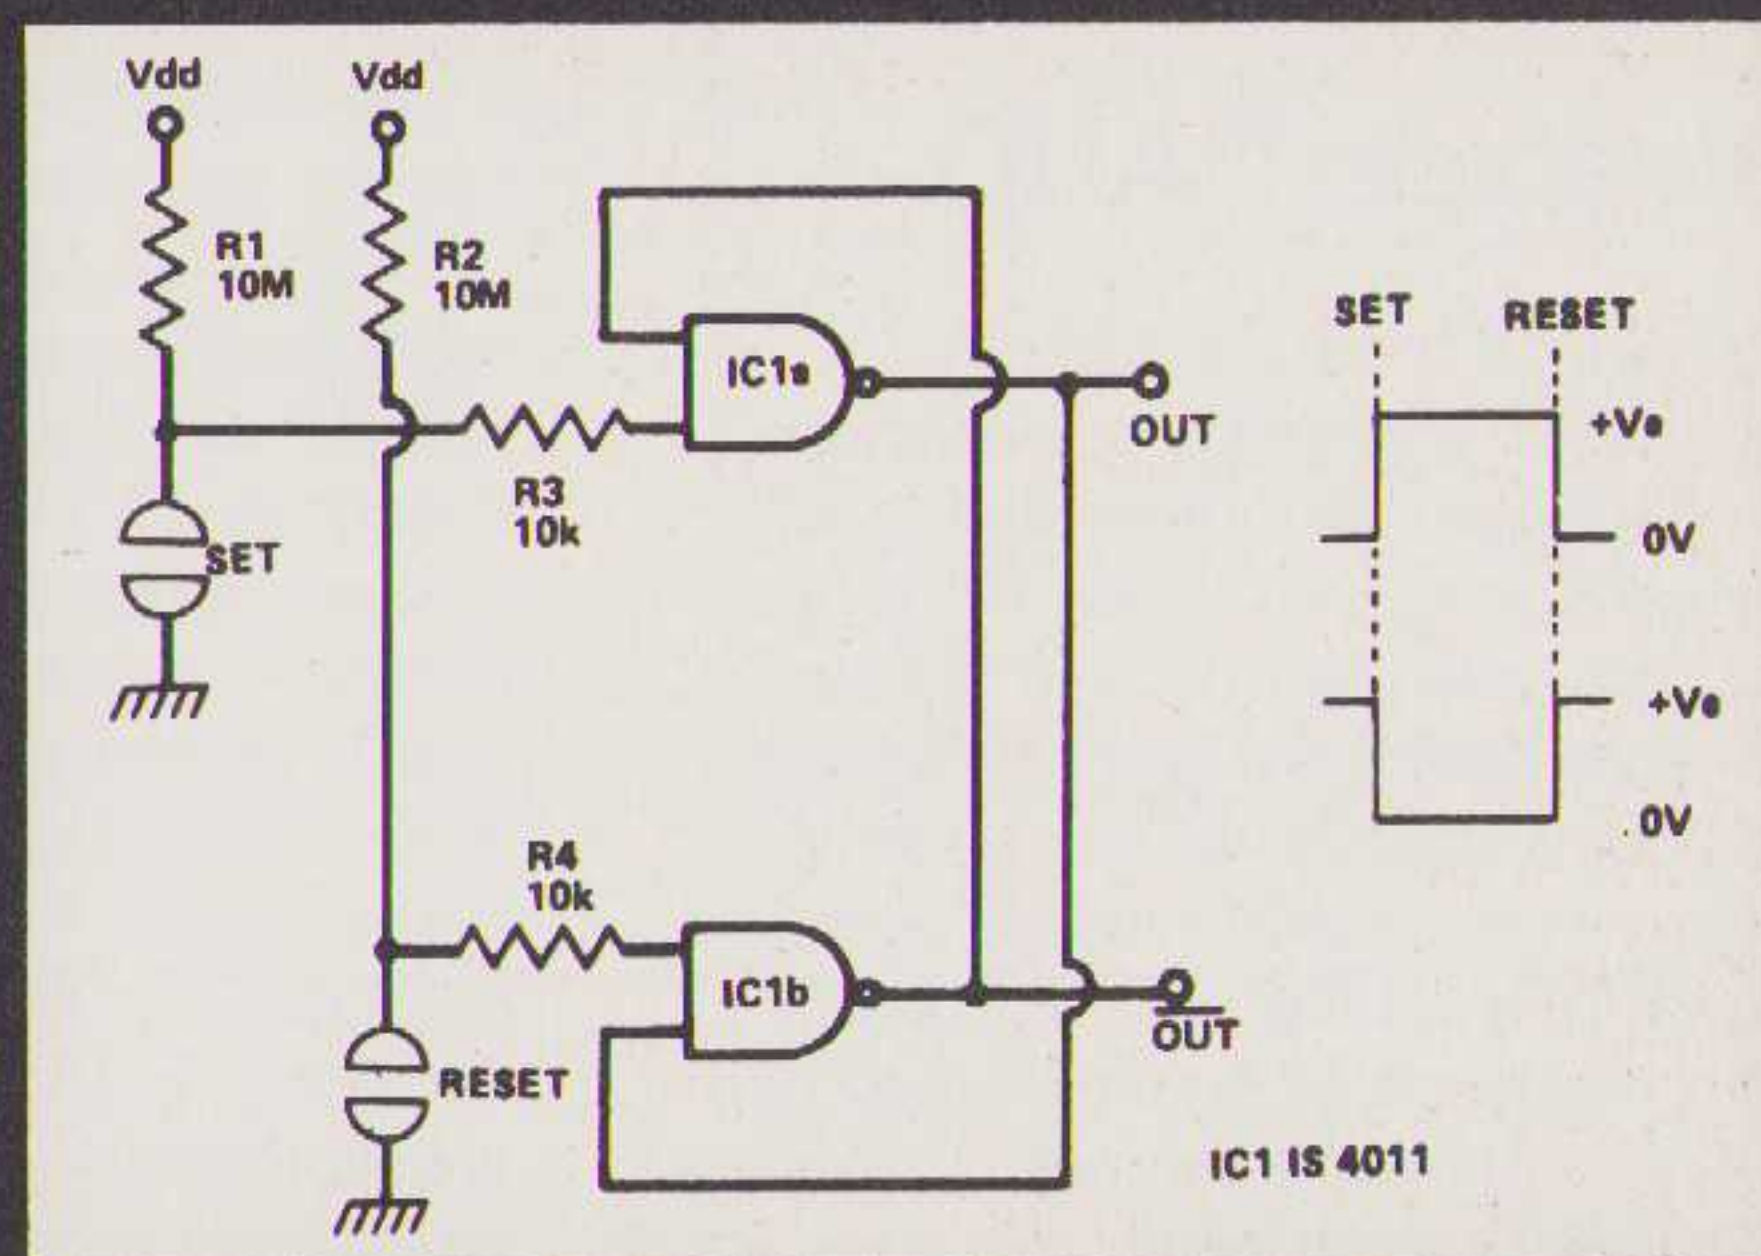 Vdd
Vdd
R1
10M
R2
10M
IC1a
OUT
R3
10k
SET
SET
RESET
+Ve
0V
+Ve
0V
R4
10k
IC1b
OUT
RESET
IC1 IS 4011